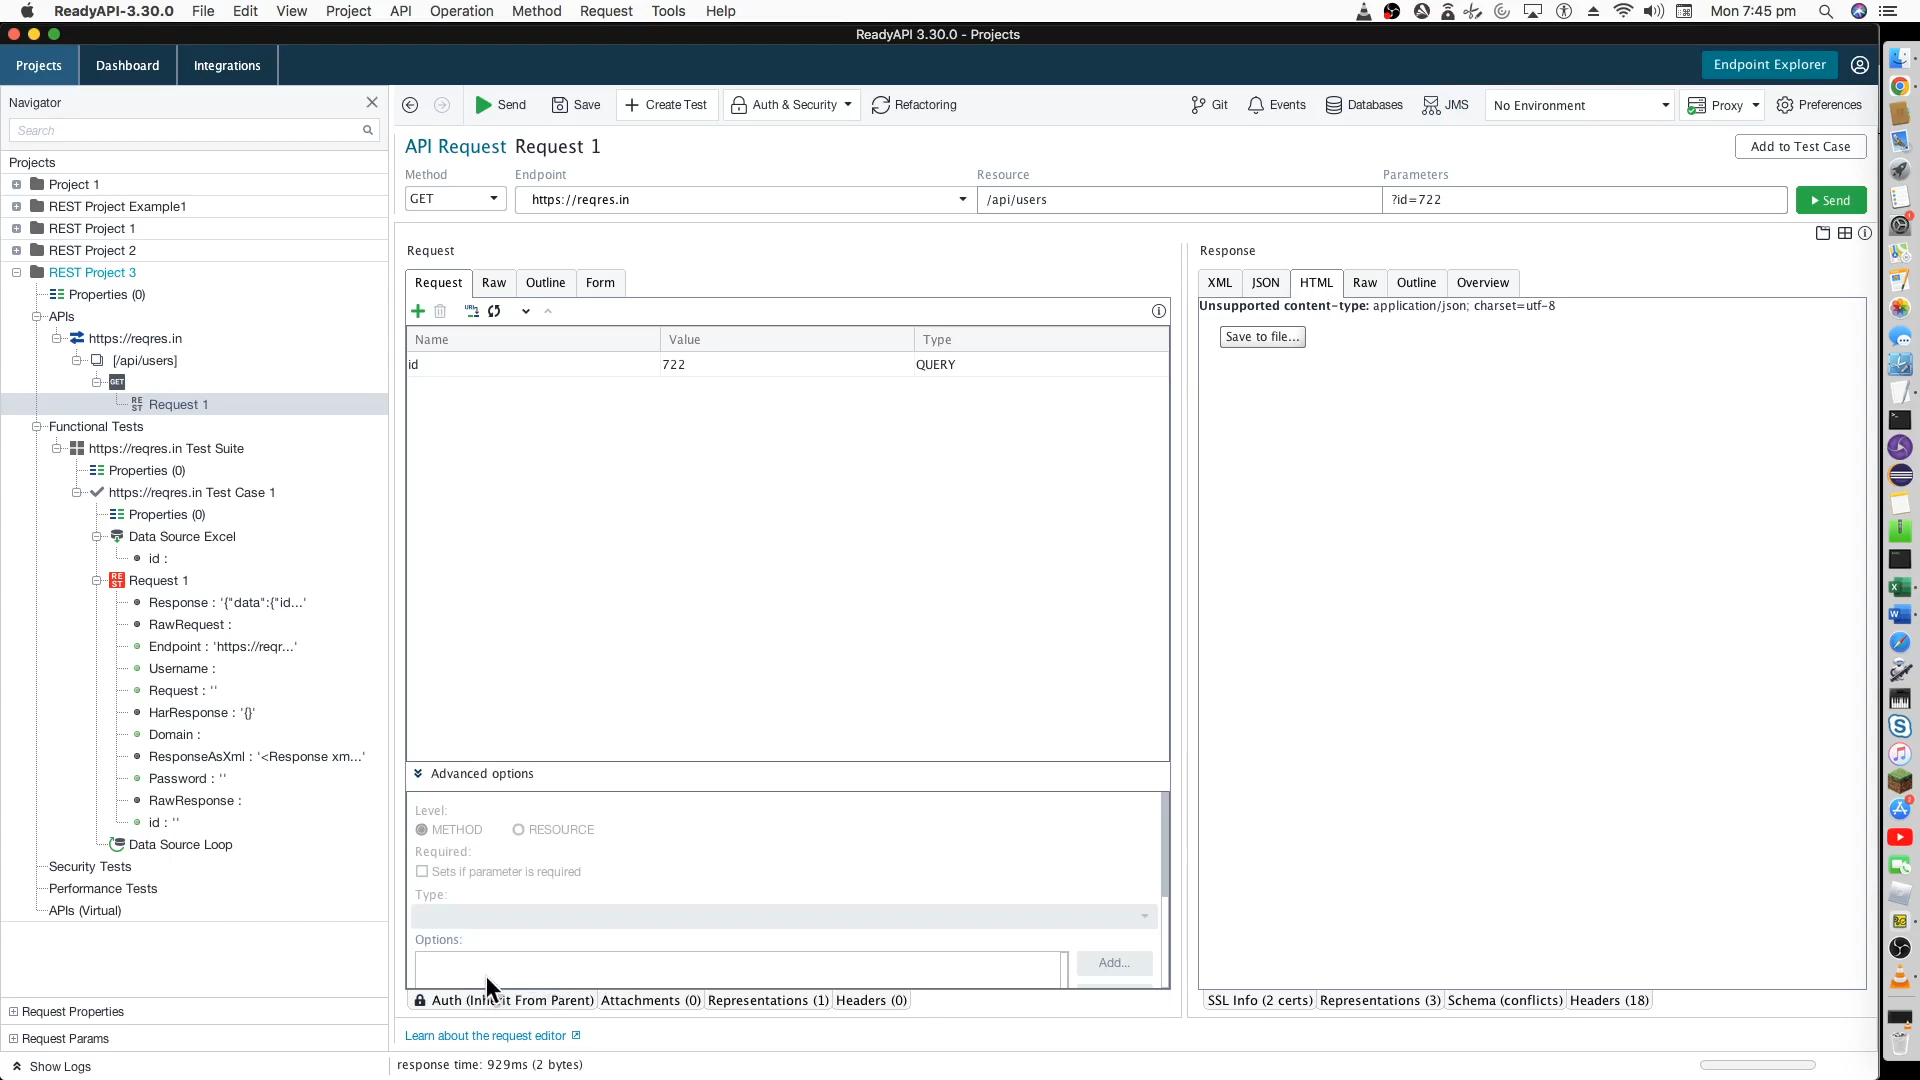 ReadyAPI-3.30.0 File Edit View Project API Operation Method Request Tools Help Mon 7:45 pm
ReadyAPI 3.30.0 - Projects
Projects Dashboard Integrations Endpoint Explorer
Navigator
Search
Projects
Project 1
REST Project Example1
REST Project 1
REST Project 2
REST Project 3
Properties (0)
APIs
https://reqres.in
[/api/users]
GET
REST Request 1
Functional Tests
https://reqres.in Test Suite
Properties (0)
https://reqres.in Test Case 1
Properties (0)
Data Source Excel
id :
REST Request 1
Response : '{"data":{"id...'
RawRequest :
Endpoint : 'https://reqr...'
Username :
Request : ''
HarResponse : '{}'
Domain :
ResponseAsXml : '<Response xm...'
Password : ''
RawResponse :
id : ''
Data Source Loop
Security Tests
Performance Tests
APIs (Virtual)
Request Properties
Request Params
Show Logs
Send Save Create Test Auth & Security Refactoring Git Events Databases JMS No Environment Proxy Preferences
API Request Request 1 Add to Test Case
Method Endpoint Resource Parameters
GET https://reqres.in /api/users ?id=722 Send
Request
Request Raw Outline Form
Name Value Type
id 722 QUERY
Advanced options
Level:
METHOD RESOURCE
Required:
Sets if parameter is required
Type:
Options:
Add...
Auth (Inherit From Parent) Attachments (0) Representations (1) Headers (0)
Learn about the request editor
response time: 929ms (2 bytes)
Response
XML JSON HTML Raw Outline Overview
Unsupported content-type: application/json; charset=utf-8
Save to file...
SSL Info (2 certs) Representations (3) Schema (conflicts) Headers (18)